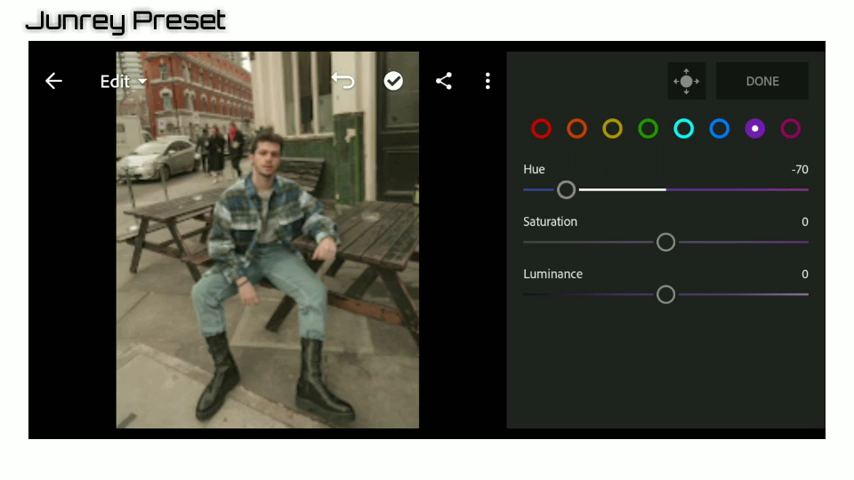 Junrey Preset
Edit
DONE
Hue -70
Saturation 0
Luminance 0